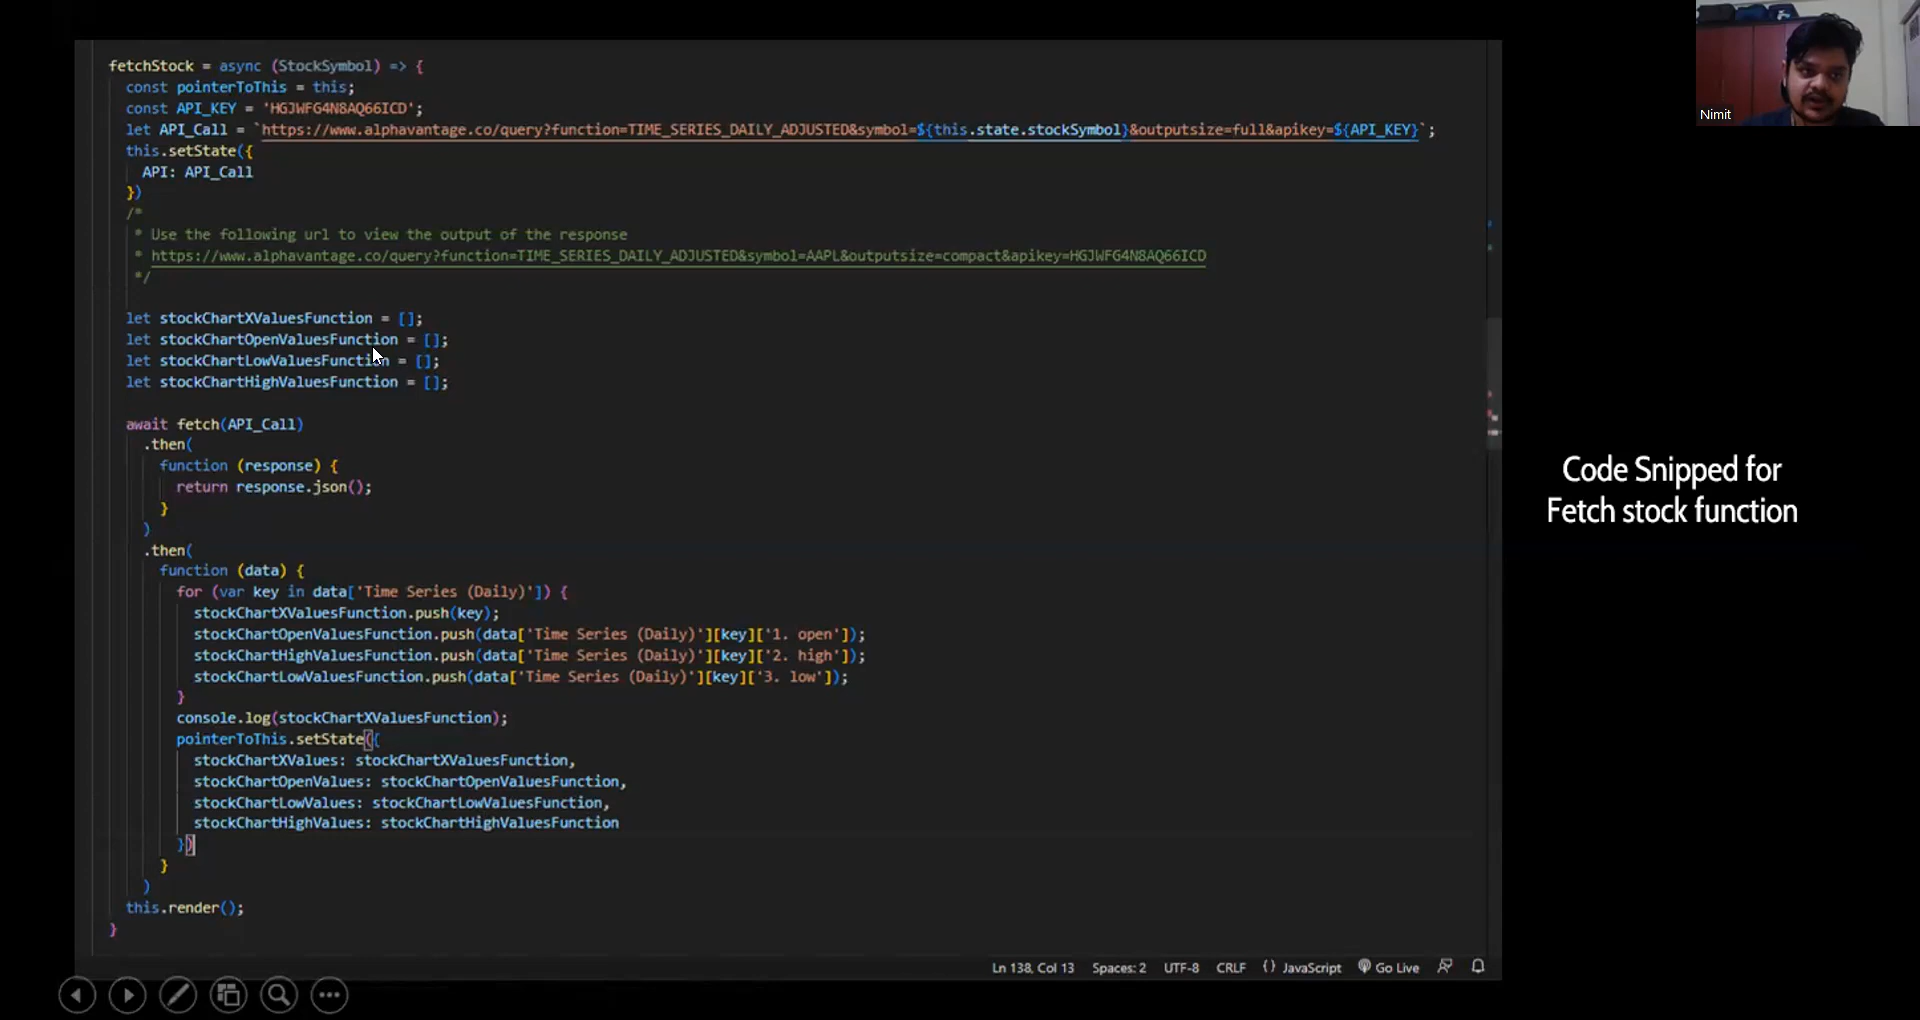 fetchStock = async (StockSymbol) => {
const pointerToThis = this;
const API_KEY = 'HGJWFG4N8AQ66ICD';
let API_Call = `https://www.alphavantage.co/query?function=TIME_SERIES_DAILY_ADJUSTED&symbol=${this.state.stockSymbol}&outputsize=full&apikey=${API_KEY}`;
this.setState({
API: API_Call
})
/*
* Use the following url to view the output of the response
* https://www.alphavantage.co/query?function=TIME_SERIES_DAILY_ADJUSTED&symbol=AAPL&outputsize=compact&apikey=HGJWFG4N8AQ66ICD
*/
let stockChartXValuesFunction = [];
let stockChartOpenValuesFunction = [];
let stockChartLowValuesFunction = [];
let stockChartHighValuesFunction = [];
await fetch(API_Call)
.then(
function (response) {
return response.json();
}
)
.then(
function (data) {
for (var key in data['Time Series (Daily)']) {
stockChartXValuesFunction.push(key);
stockChartOpenValuesFunction.push(data['Time Series (Daily)'][key]['1. open']);
stockChartHighValuesFunction.push(data['Time Series (Daily)'][key]['2. high']);
stockChartLowValuesFunction.push(data['Time Series (Daily)'][key]['3. low']);
}
console.log(stockChartXValuesFunction);
pointerToThis.setState({
stockChartXValues: stockChartXValuesFunction,
stockChartOpenValues: stockChartOpenValuesFunction,
stockChartLowValues: stockChartLowValuesFunction,
stockChartHighValues: stockChartHighValuesFunction
})
}
)
this.render();
}
Ln 138, Col 13 Spaces: 2 UTF-8 CRLF {} JavaScript Go Live
Nimit
Code Snipped for
Fetch stock function